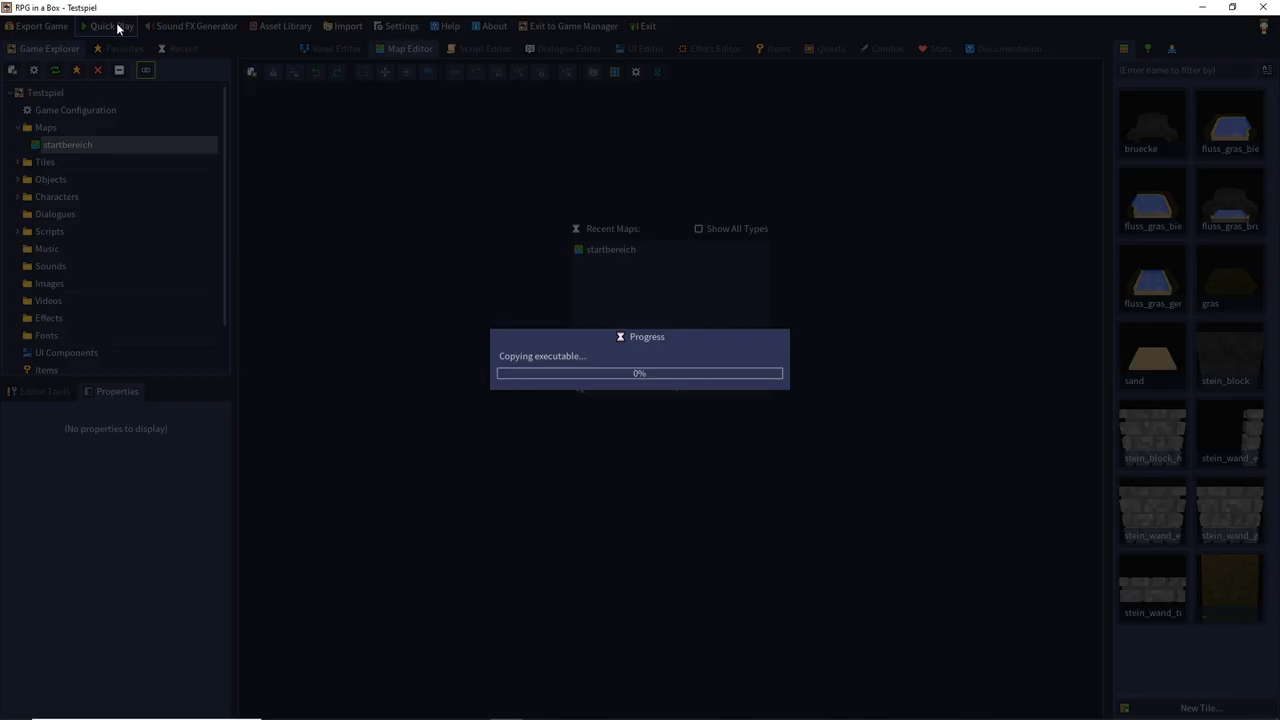 RPG in a Box - Testspiel
Export Game
Quick Play
Sound FX Generator
Asset Library
Import
Settings
Help
About
Exit to Game Manager
Exit
Game Explorer
Favorites
Recent
Voxel Editor
Map Editor
Script Editor
Dialogue Editor
UI Editor
Effect Editor
Items
Quests
Combat
Stats
Documentation
(Enter name to filter by)
Testspiel
Game Configuration
Maps
startbereich
Tiles
Objects
Characters
Dialogues
Scripts
Music
Sounds
Images
Videos
Effects
Fonts
UI Components
Items
Editor Tools
Properties
(No properties to display)
Recent Maps:
Show All Types
startbereich
Progress
Copying executable...
0%
bruecke
fluss_gras_bie
fluss_gras_bie
fluss_gras_bru
fluss_gras_ger
gras
sand
stein_block
stein_block_h
stein_wand_e
stein_wand_e
stein_wand_g
stein_wand_tu
New Tile...